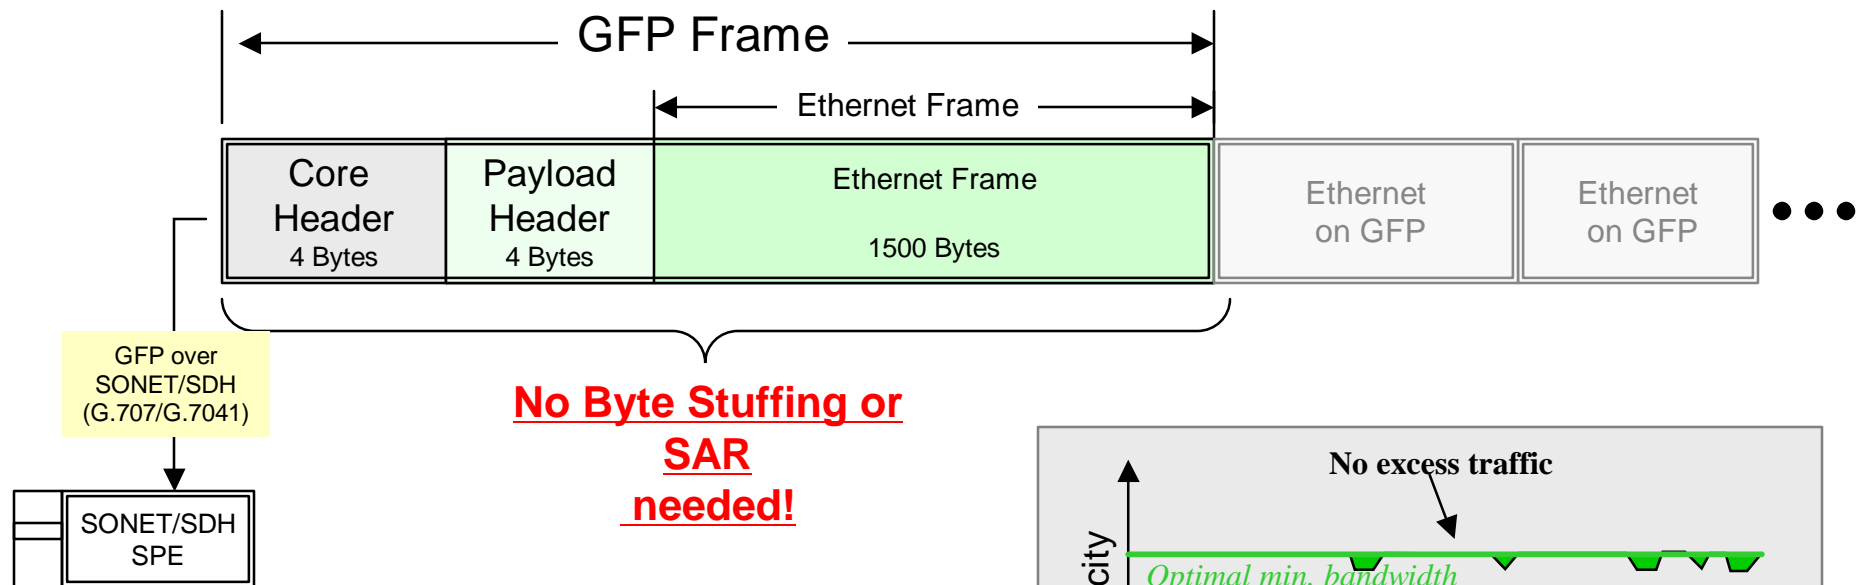 GFP Frame
Ethernet Frame
Core
Header
4 Bytes
Payload
Header
4 Bytes
Ethernet Frame
1500 Bytes
Ethernet
on GFP
Ethernet
on GFP
GFP over
SONET/SDH
(G.707/G.7041)
No Byte Stuffing or
SAR
needed!
SONET/SDH
SPE
No excess traffic
Optimal min. bandwidth